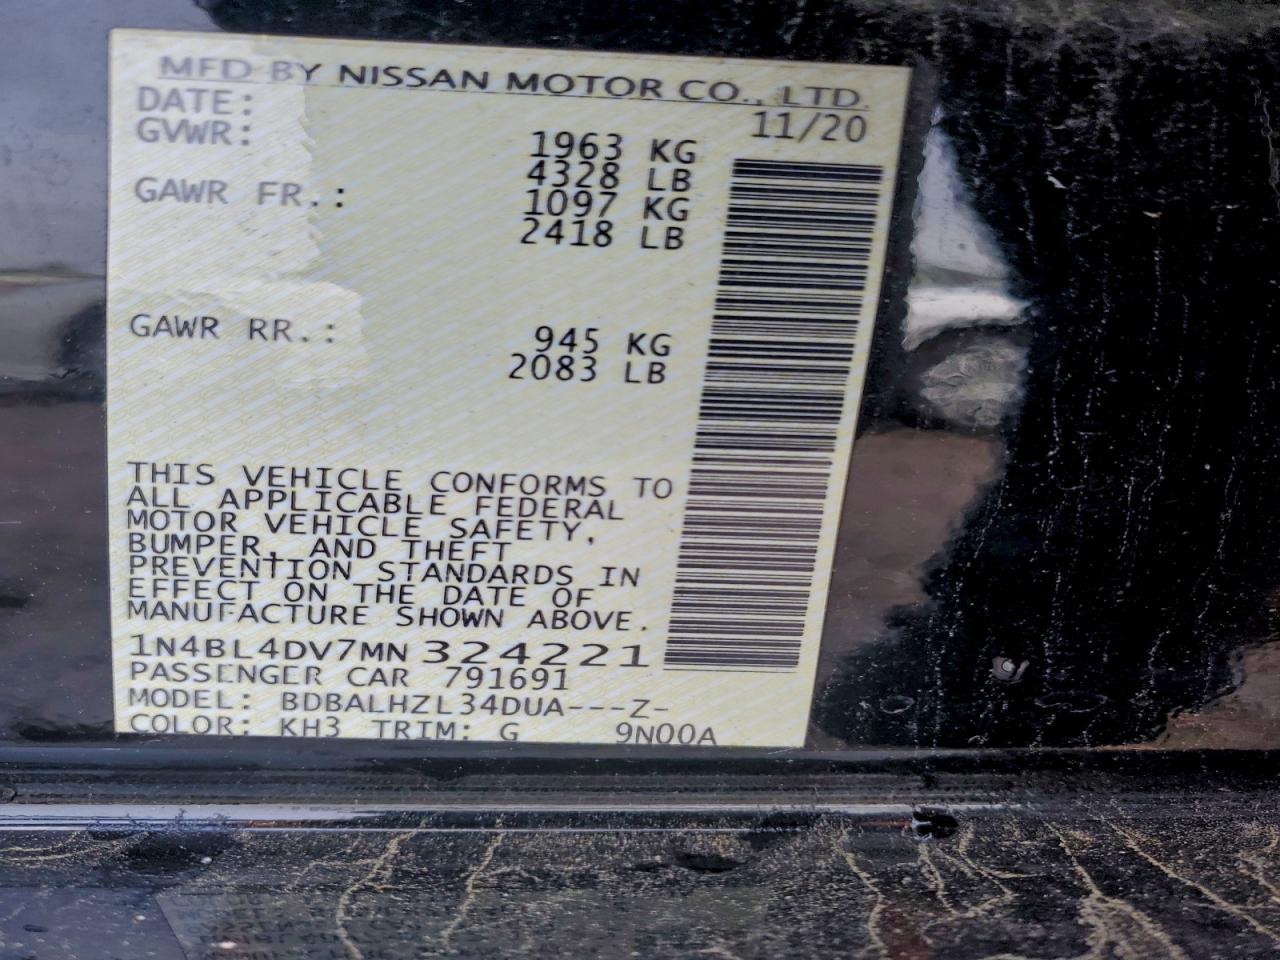 MFD BY NISSAN MOTOR CO., LTD.
DATE: 11/20
GVWR: 1963 KG
4328 LB
GAWR FR.: 1097 KG
2418 LB
GAWR RR.: 945 KG
2083 LB
THIS VEHICLE CONFORMS TO
ALL APPLICABLE FEDERAL
MOTOR VEHICLE SAFETY,
BUMPER, AND THEFT
PREVENTION STANDARDS IN
EFFECT ON THE DATE OF
MANUFACTURE SHOWN ABOVE.
1N4BL4DV7MN324221
PASSENGER CAR 791691
MODEL: BDBALHZL34DUA---Z-
COLOR: KH3 TRIM: G 9N00A